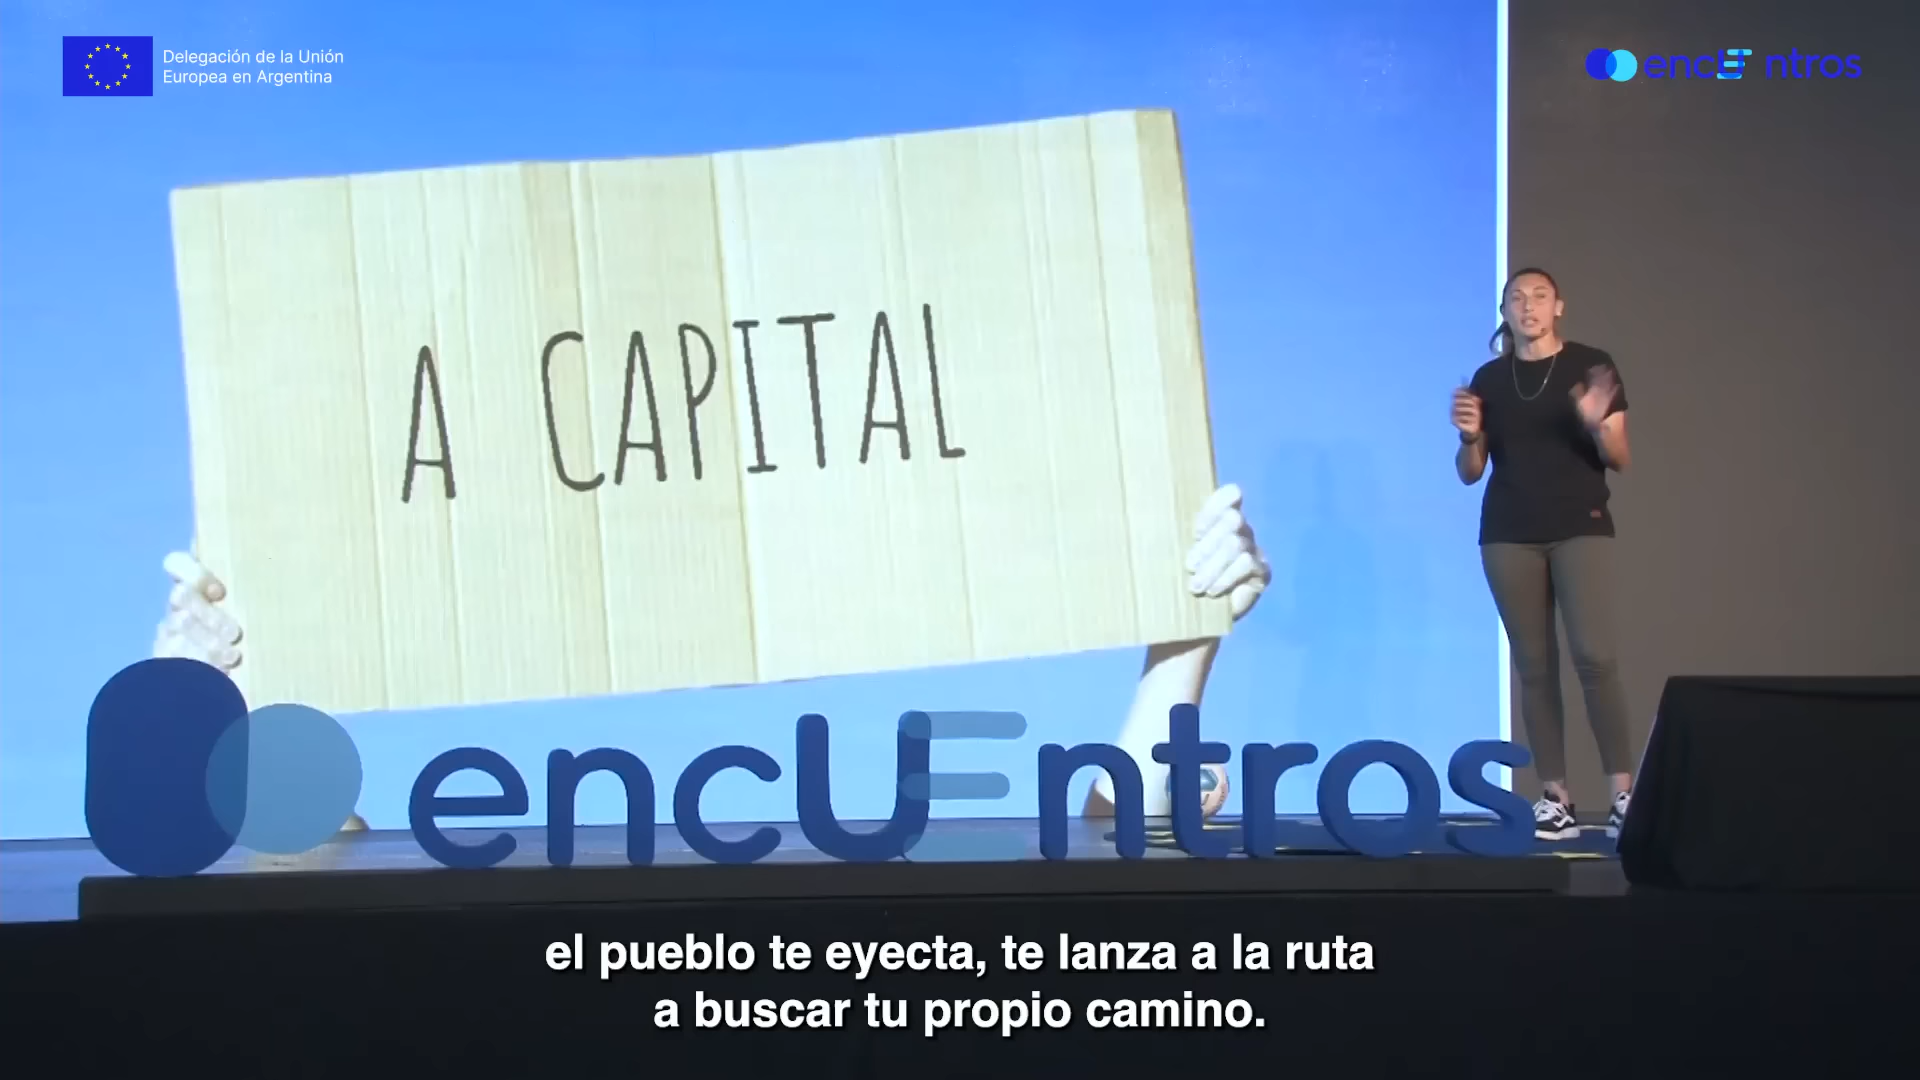 Delegación de la Unión
Europea en Argentina
encUEntros
A CAPITAL
encUEntros
el pueblo te eyecta, te lanza a la ruta
a buscar tu propio camino.